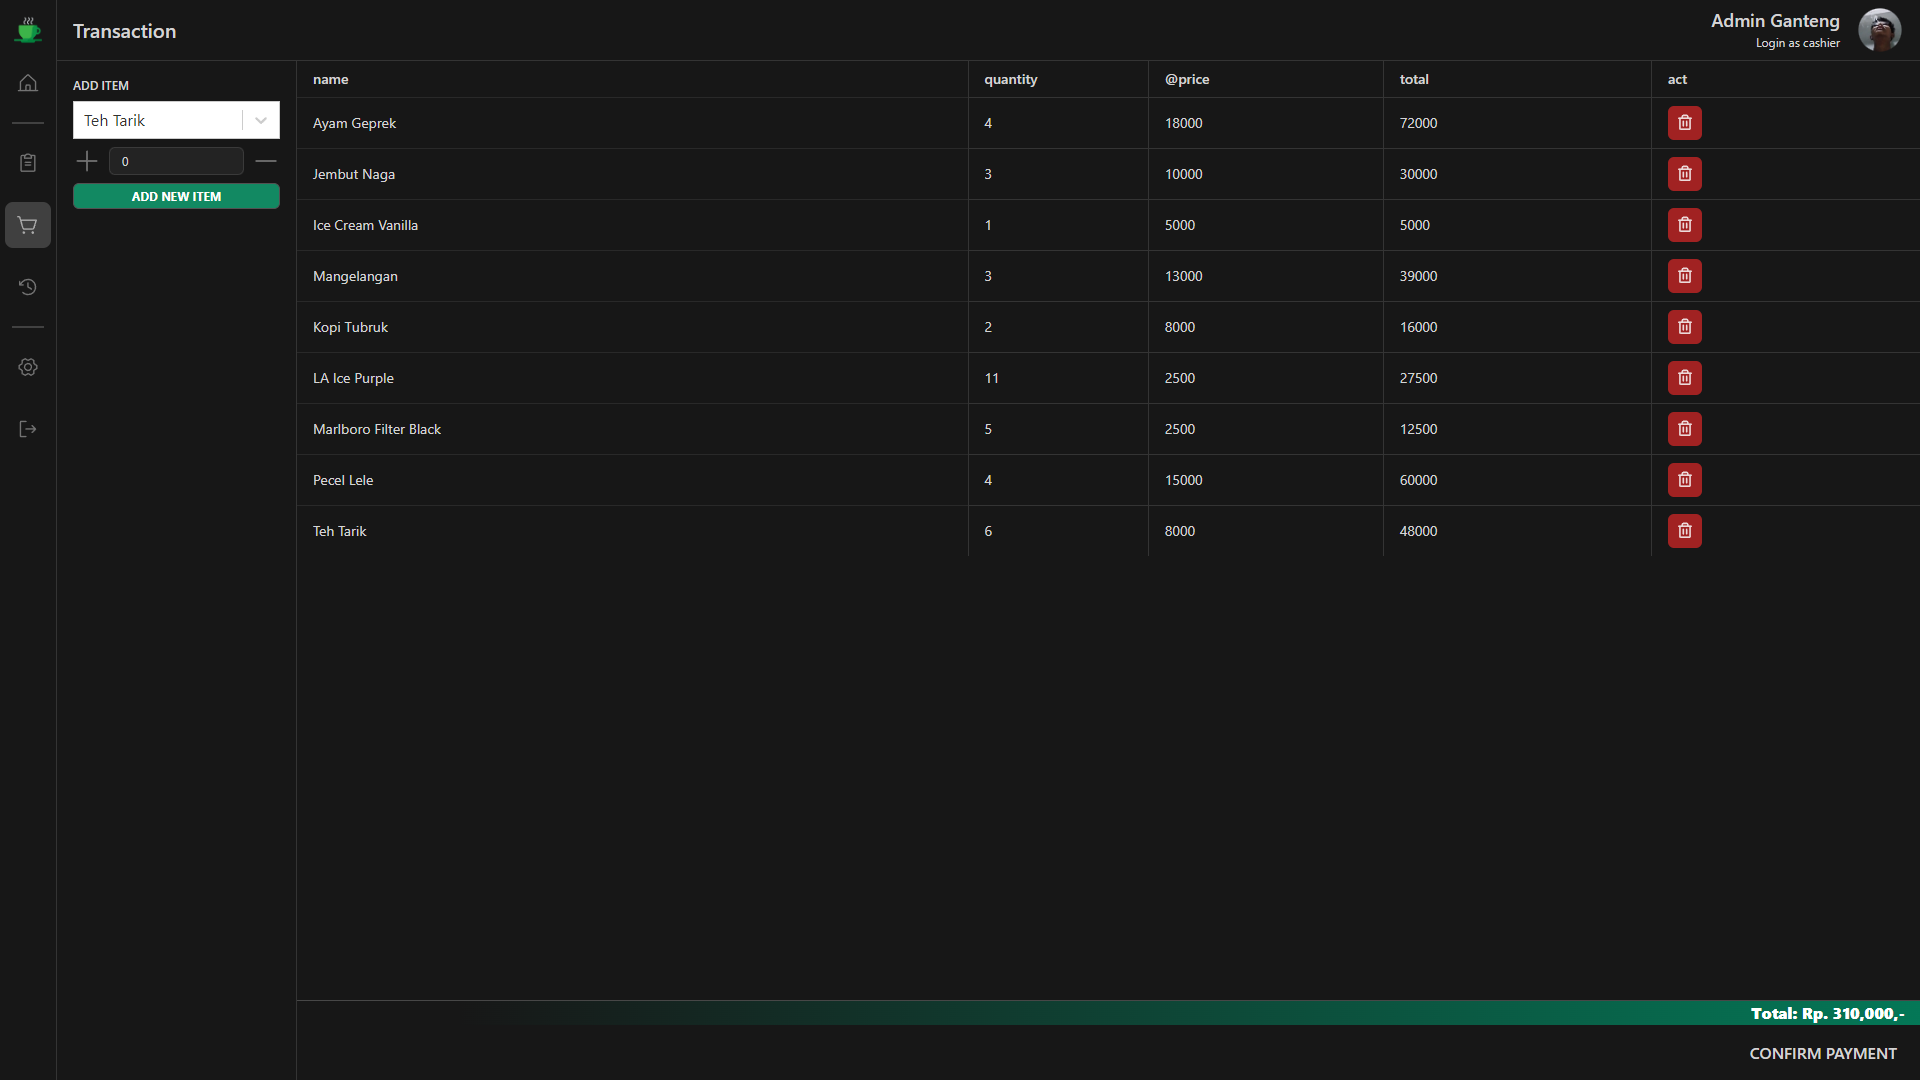 Transaction
Admin Ganteng
Login as cashier
ADD ITEM
Teh Tarik
0
ADD NEW ITEM
name quantity @price total act
Ayam Geprek 4 18000 72000
Jembut Naga 3 10000 30000
Ice Cream Vanilla 1 5000 5000
Mangelangan 3 13000 39000
Kopi Tubruk 2 8000 16000
LA Ice Purple 11 2500 27500
Marlboro Filter Black 5 2500 12500
Pecel Lele 4 15000 60000
Teh Tarik 6 8000 48000
Total: Rp. 310,000,-
CONFIRM PAYMENT